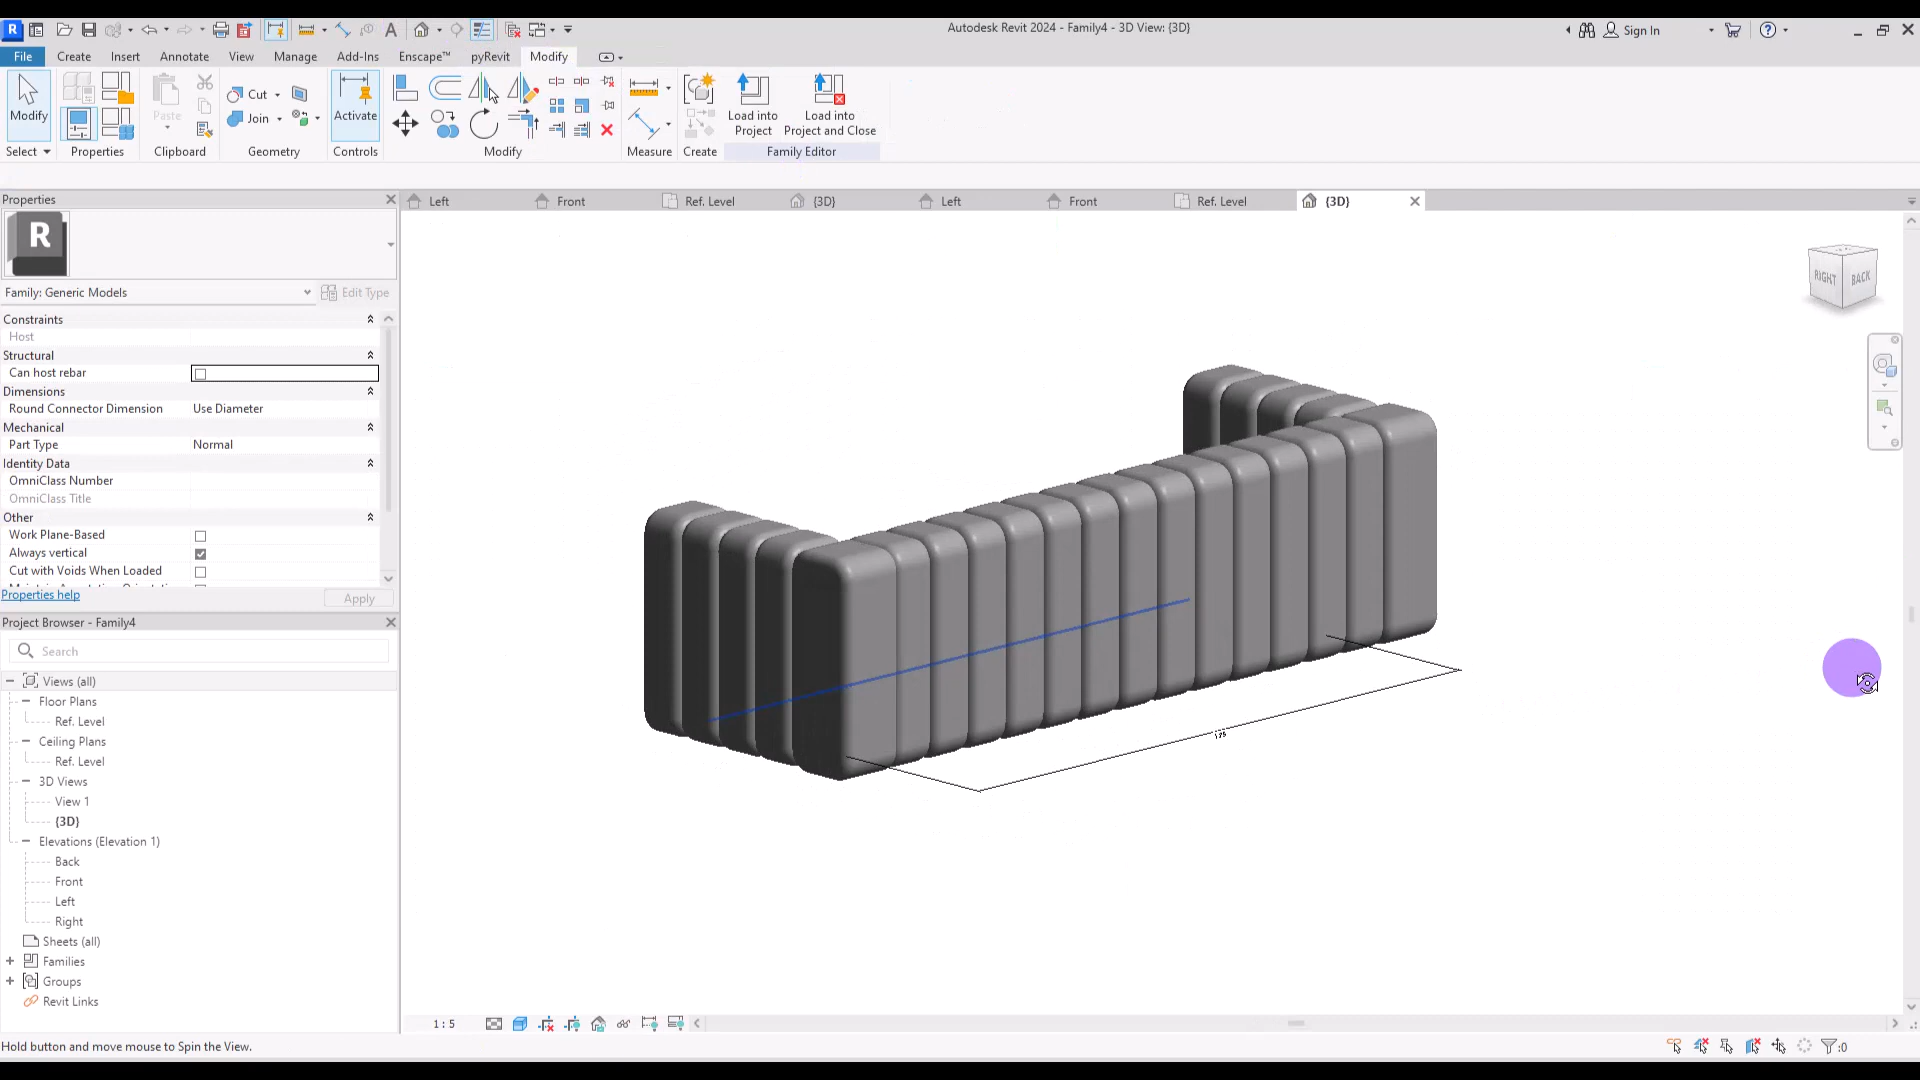 R
Autodesk Revit 2024 - Family4 - 3D View: {3D}
Sign In
File
Create
Insert
Annotate
View
Manage
Add-Ins
Enscape™
pyRevit
Modify
Modify
Paste
Cut
Join
Activate
Load into
Project
Load into
Project and Close
Select
Properties
Clipboard
Geometry
Controls
Modify
Measure
Create
Family Editor
Properties
Left
Front
Ref. Level
{3D}
Left
Front
Ref. Level
{3D}
R
Family: Generic Models
Edit Type
Constraints
Host
Structural
Can host rebar
Dimensions
Round Connector Dimension
Use Diameter
Mechanical
Part Type
Normal
Identity Data
OmniClass Number
OmniClass Title
Other
Work Plane-Based
Always vertical
Cut with Voids When Loaded
Properties help
Apply
RIGHT
BACK
175
Project Browser - Family4
Search
Views (all)
Floor Plans
Ref. Level
Ceiling Plans
Ref. Level
3D Views
View 1
{3D}
Elevations (Elevation 1)
Back
Front
Left
Right
Sheets (all)
Families
Groups
Revit Links
1 : 5
Hold button and move mouse to Spin the View.
:0